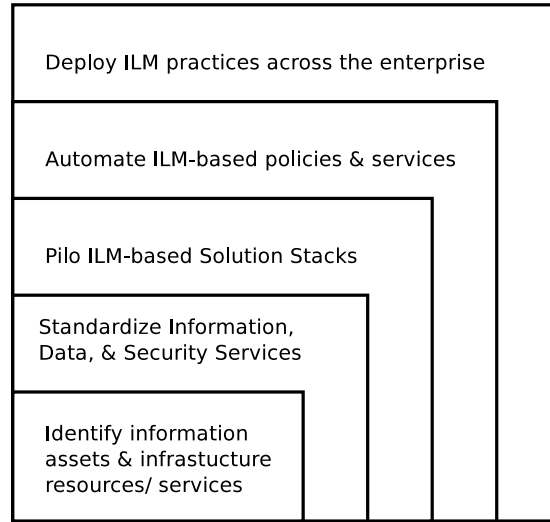 Deploy ILM practices across the enterprise
Automate ILM-based policies & services
Pilo ILM-based Solution Stacks
Standardize Information,
Data, & Security Services
Identify information
assets & infrastucture
resources/ services